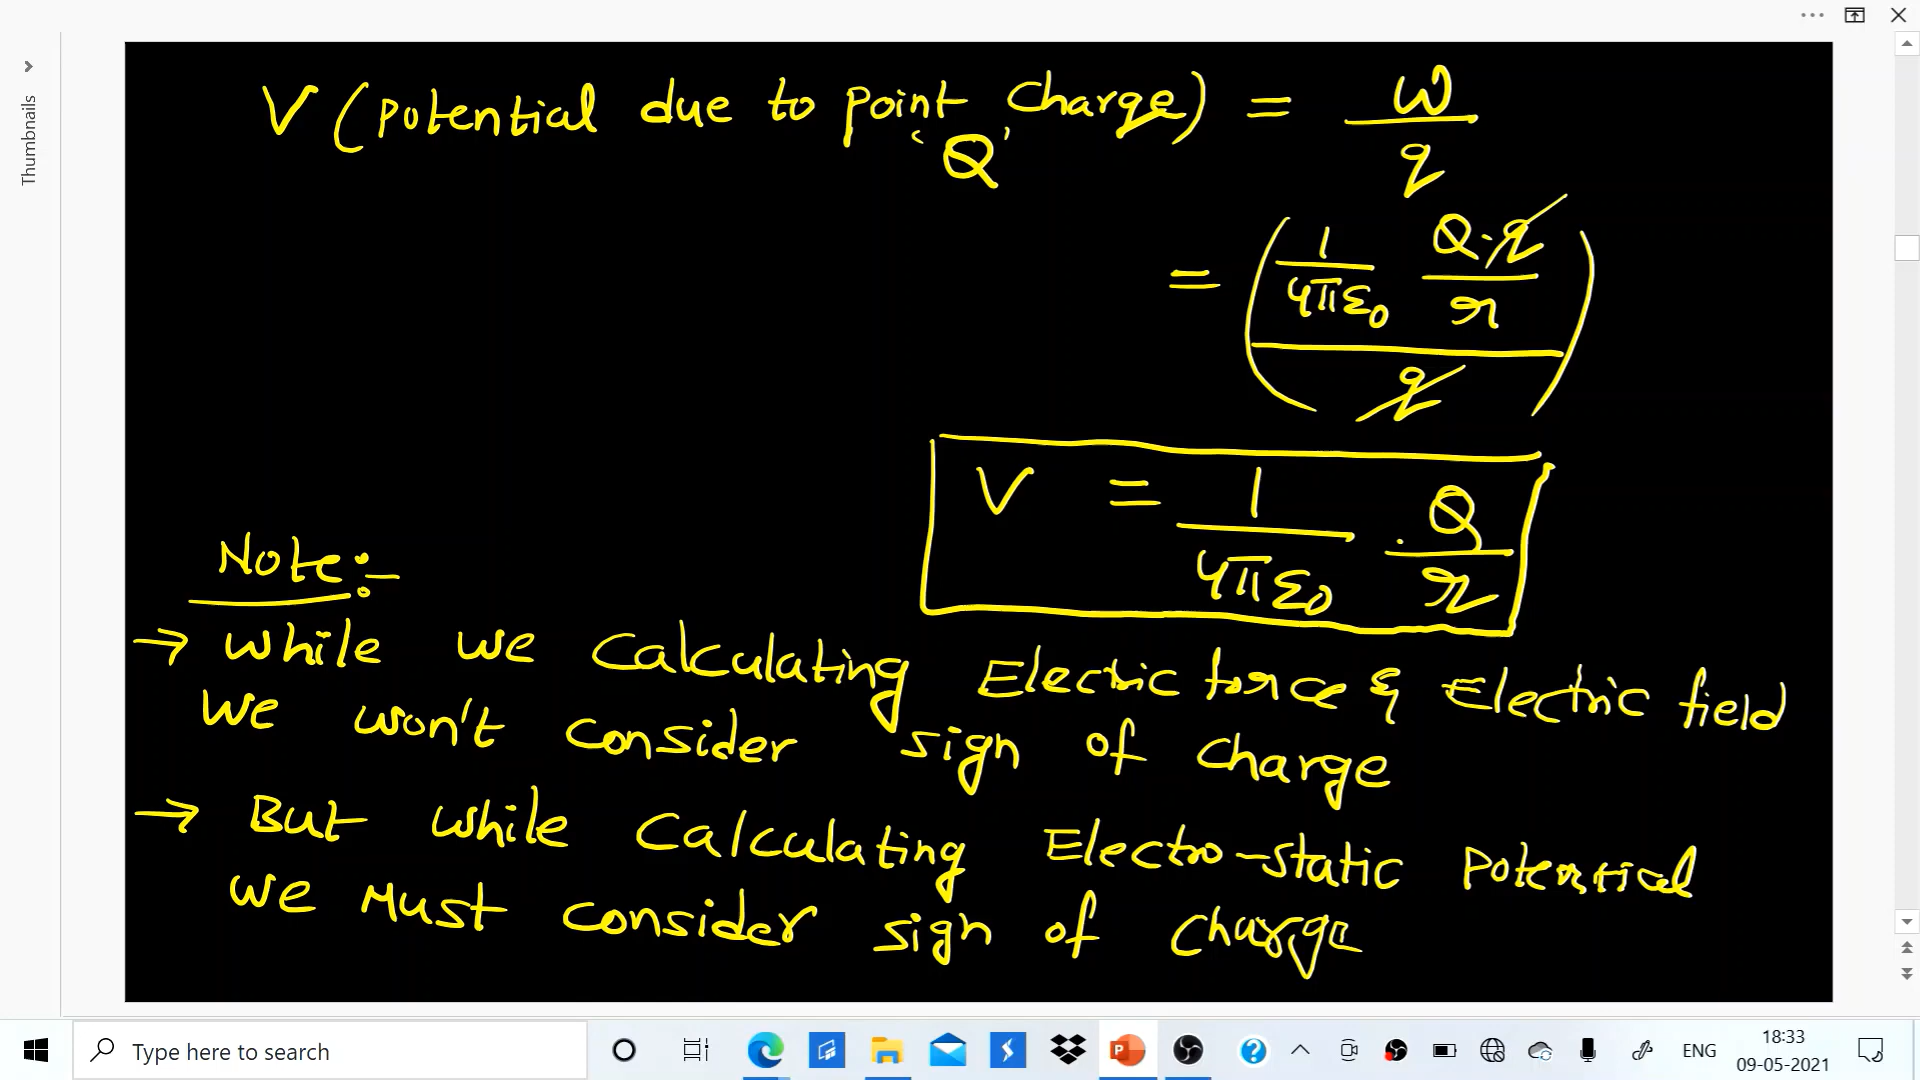 Thumbnails
V (potential due to point charge) = W/q
'Q'
= (1/4πε0 Q.q/r)/q
V = 1/4πε0 . Q/r
Note:-
→ While we calculating Electric force & Electric field
we won't consider sign of charge
→ But while calculating Electro-static potential
we must consider sign of charge
Type here to search
ENG
18:33
09-05-2021